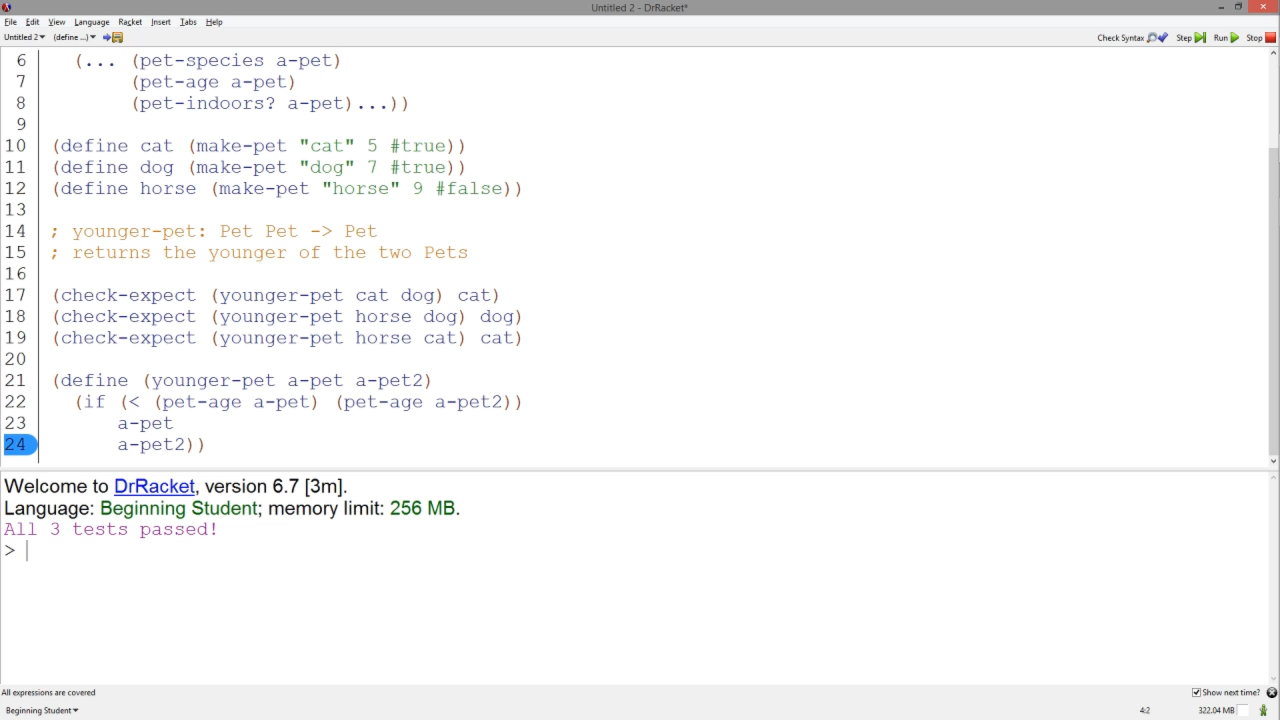 Untitled 2 - DrRacket*
File Edit View Language Racket Insert Tabs Help
Untitled 2 (define ...) Check Syntax Step Run Stop
6 (... (pet-species a-pet)
7 (pet-age a-pet)
8 (pet-indoors? a-pet)...))
9
10 (define cat (make-pet "cat" 5 #true))
11 (define dog (make-pet "dog" 7 #true))
12 (define horse (make-pet "horse" 9 #false))
13
14 ; younger-pet: Pet Pet -> Pet
15 ; returns the younger of the two Pets
16
17 (check-expect (younger-pet cat dog) cat)
18 (check-expect (younger-pet horse dog) dog)
19 (check-expect (younger-pet horse cat) cat)
20
21 (define (younger-pet a-pet a-pet2)
22 (if (< (pet-age a-pet) (pet-age a-pet2))
23 a-pet
24 a-pet2))
Welcome to DrRacket, version 6.7 [3m].
Language: Beginning Student; memory limit: 256 MB.
All 3 tests passed!
>
All expressions are covered Show next time?
Beginning Student 4:2 322.04 MB